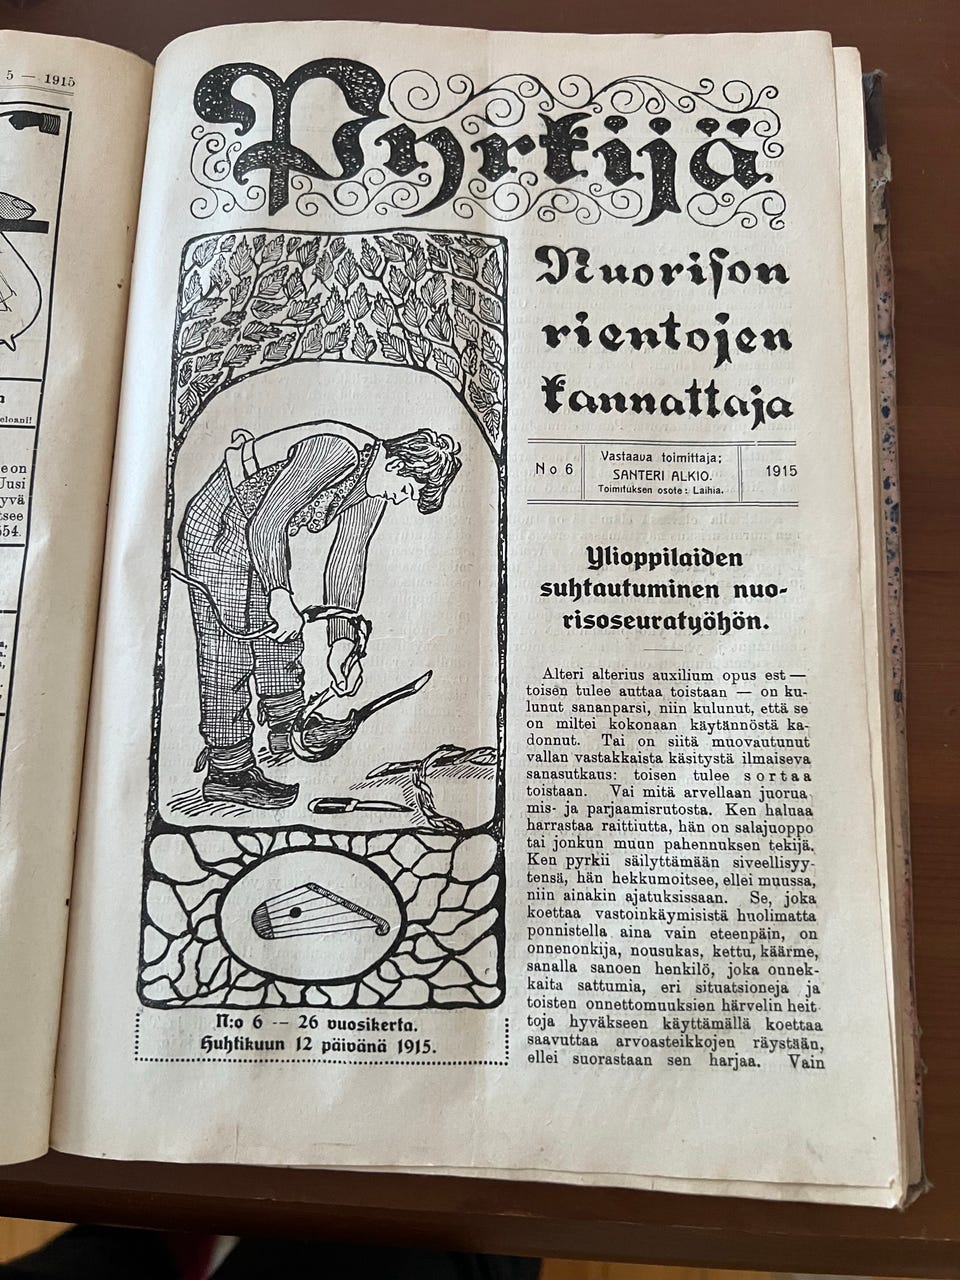 5 — 1915
eloani!
e on
Uusi
yvä
tsee
554.
Pyrkijä
Nuorison
rientojen
kannattaja
No 6
Vastaava toimittaja;
SANTERI ALKIO.
Toimituksen osote: Laihia.
1915
Ylioppilaiden
suhtautuminen nuo-
risoseuratyöhön.
Alteri alterius auxilium opus est —
toisen tulee auttaa toistaan — on ku-
lunut sananparsi, niin kulunut, että se
on miltei kokonaan käytännöstä ka-
donnut. Tai on siitä muovautunut
vallan vastakkaista käsitystä ilmaiseva
sanasutkaus: toisen tulee sortaa
toistaan. Vai mitä arvellaan juorua
mis- ja parjaamisrutosta. Ken haluaa
harrastaa raittiutta, hän on salajuoppo
tai jonkun muun pahennuksen tekijä.
Ken pyrkii säilyttämään siveellisyy-
tensä, hän hekkumoitsee, ellei muussa,
niin ainakin ajatuksissaan. Se, joka
koettaa vastoinkäymisistä huolimatta
ponnistella aina vain eteenpäin, on
onnenonkija, nousukas, kettu, käärme,
sanalla sanoen henkilö, joka onnek-
kaita sattumia, eri situatsioneja ja
toisten onnettomuuksien härvelin heit
toja hyväkseen käyttämällä koettaa
saavuttaa arvoasteikkojen räystään,
ellei suorastaan sen harjaa. Vain
N:o 6 — 26 vuosikerta.
Huhtikuun 12 päivänä 1915.